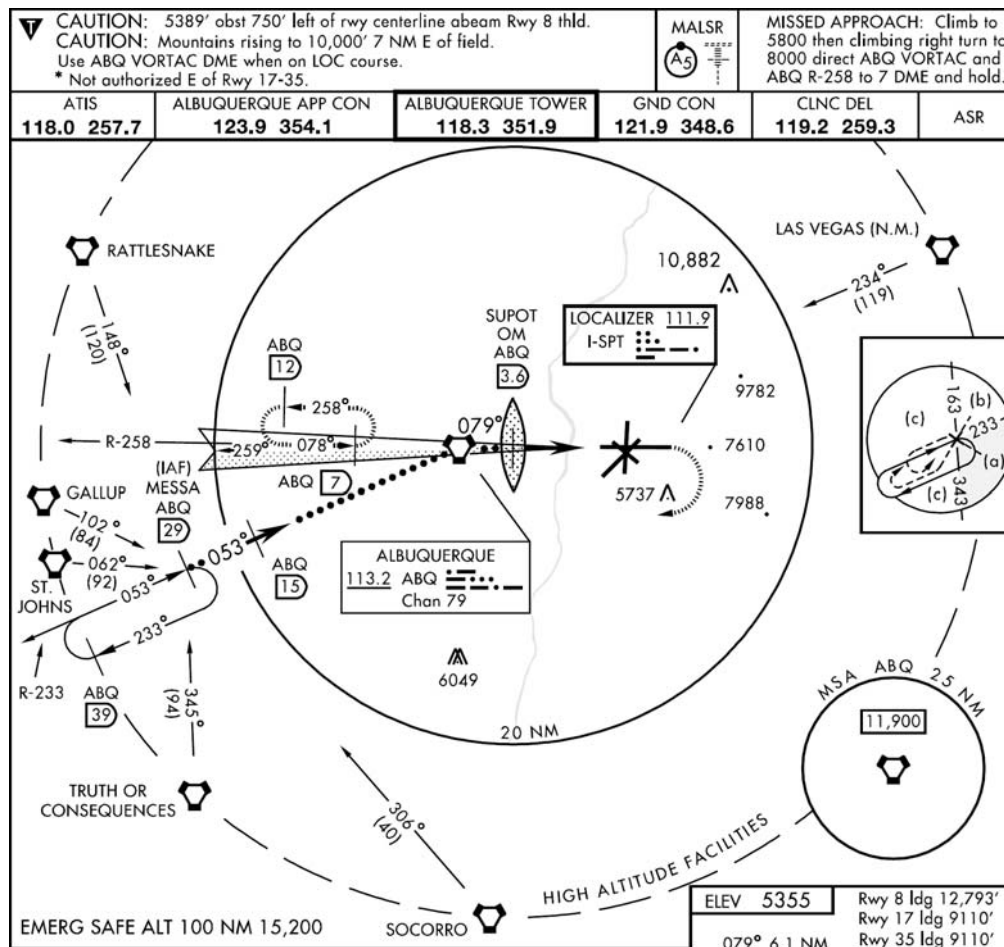 T
CAUTION: 5389' obst 750' left of rwy centerline abeam Rwy 8 thld.
CAUTION: Mountains rising to 10,000' 7 NM E of field.
Use ABQ VORTAC DME when on LOC course.
* Not authorized E of Rwy 17-35.
MALSR
A5
MISSED APPROACH: Climb to
5800 then climbing right turn to
8000 direct ABQ VORTAC and
ABQ R-258 to 7 DME and hold.
ATIS
118.0 257.7
ALBUQUERQUE APP CON
123.9 354.1
ALBUQUERQUE TOWER
118.3 351.9
GND CON
121.9 348.6
CLNC DEL
119.2 259.3
ASR
RATTLESNAKE
148°
(120)
LAS VEGAS (N.M.)
234°
(119)
10,882
SUPOT
OM
ABQ
3.6
LOCALIZER 111.9
I-SPT
ABQ
12
258°
079°
R-258
259°
078°
ABQ 7
9782
7610
7988
5737
163
(b)
(c)
233
(a)
(c)
343
(IAF)
MESSA
ABQ
29
GALLUP
102°
(84)
ST.
JOHNS
062°
(92)
053°
053°
ABQ
15
233°
R-233
ABQ
39
345°
(94)
ALBUQUERQUE
113.2 ABQ
Chan 79
6049
20 NM
MSA ABQ 25 NM
11,900
TRUTH OR
CONSEQUENCES
306°
(40)
HIGH ALTITUDE FACILITIES
SOCORRO
EMERG SAFE ALT 100 NM 15,200
ELEV 5355
Rwy 8 ldg 12,793'
Rwy 17 ldg 9110'
Rwy 35 ldg 9110'
079° 6.1 NM